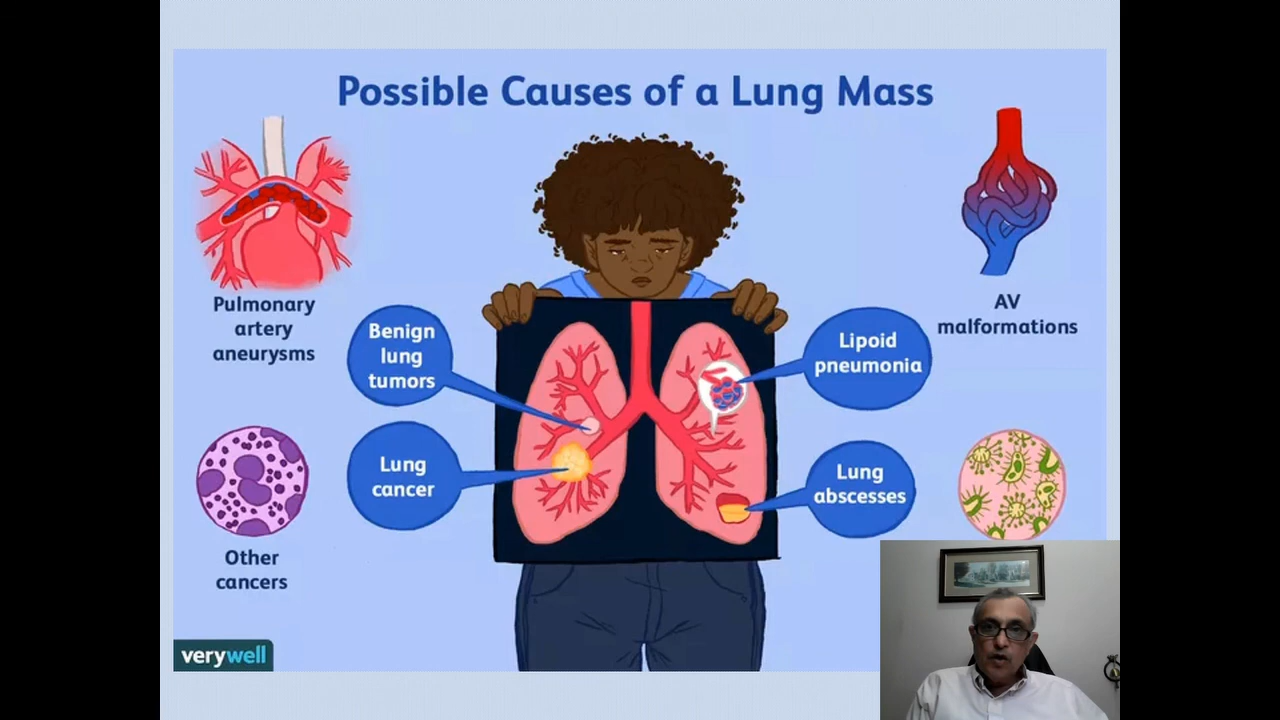 Possible Causes of a Lung Mass
Pulmonary
artery
aneurysms
AV
malformations
Benign
lung
tumors
Lipoid
pneumonia
Lung
cancer
Lung
abscesses
Other
cancers
verywell